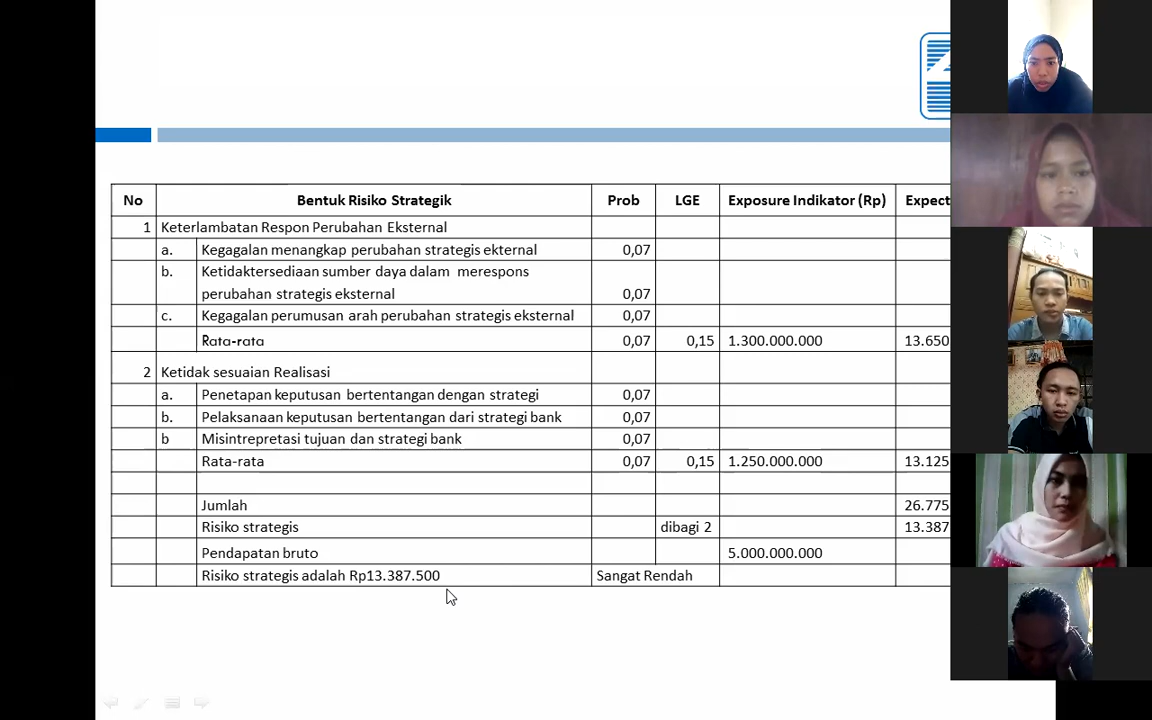 No Bentuk Risiko Strategik Prob LGE Exposure Indikator (Rp) Expect
1 Keterlambatan Respon Perubahan Eksternal
a. Kegagalan menangkap perubahan strategis ekternal 0,07
b. Ketidaktersediaan sumber daya dalam merespons
perubahan strategis eksternal 0,07
c. Kegagalan perumusan arah perubahan strategis eksternal 0,07
Rata-rata 0,07 0,15 1.300.000.000 13.650
2 Ketidak sesuaian Realisasi
a. Penetapan keputusan bertentangan dengan strategi 0,07
b. Pelaksanaan keputusan bertentangan dari strategi bank 0,07
b Misintrepretasi tujuan dan strategi bank 0,07
Rata-rata 0,07 0,15 1.250.000.000 13.125
Jumlah 26.775
Risiko strategis dibagi 2 13.387
Pendapatan bruto 5.000.000.000
Risiko strategis adalah Rp13.387.500 Sangat Rendah